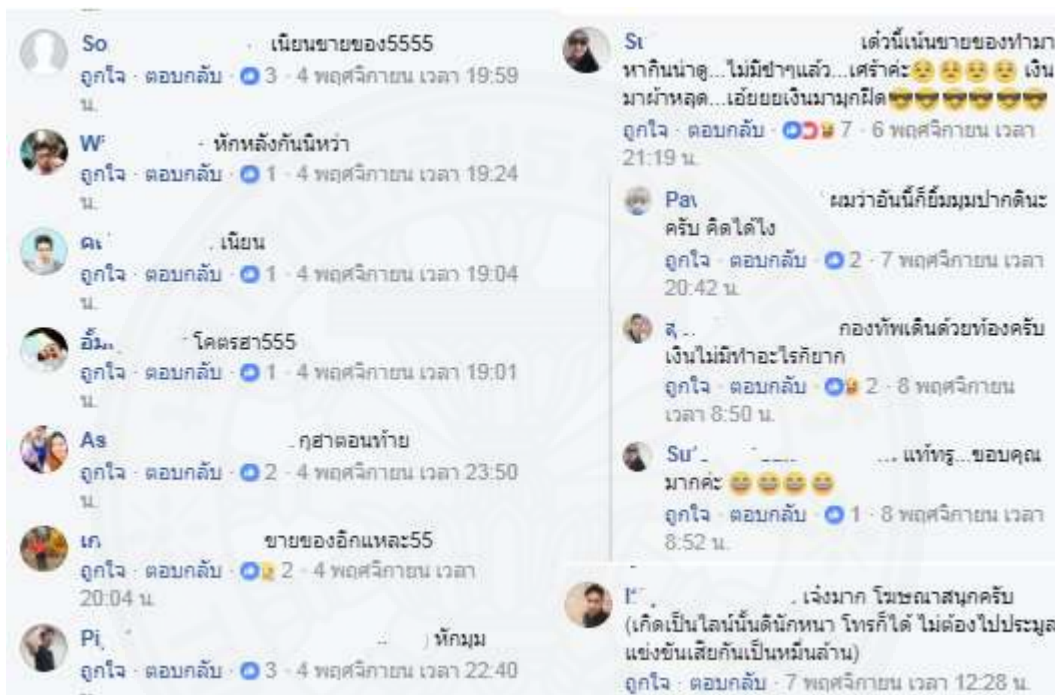 So เนียนขายของ5555
ถูกใจ · ตอบกลับ · 3 · 4 พฤศจิกายน เวลา 19:59
น.
W หักหลังกันนิหว่า
ถูกใจ · ตอบกลับ · 1 · 4 พฤศจิกายน เวลา 19:24
น.
เนียน
ถูกใจ · ตอบกลับ · 1 · 4 พฤศจิกายน เวลา 19:04
น.
อั๊ม โคตรฮา555
ถูกใจ · ตอบกลับ · 1 · 4 พฤศจิกายน เวลา 19:01
น.
As กูฮาตอนท้าย
ถูกใจ · ตอบกลับ · 2 · 4 พฤศจิกายน เวลา 23:50
น.
เก ขายของอีกแหละ55
ถูกใจ · ตอบกลับ · 2 · 4 พฤศจิกายน เวลา
20:04 น.
Pi หักมุม
ถูกใจ · ตอบกลับ · 3 · 4 พฤศจิกายน เวลา 22:40
เด๋วนี้เน้นขายของทำมา
หากินน่าดู...ไม่มีขำๆแล้ว...เศร้าค่ะ😟😟😟😟 เงิน
มาผ้าหลุด...เอ้ยยยเงินมามุกฝืด😎😎😎😎😎😎
ถูกใจ · ตอบกลับ · 7 · 6 พฤศจิกายน เวลา
21:19 น.
ผมว่าอันนี้ก็ยิ้มมุมปากดีนะ
ครับ คิดได้ไง
ถูกใจ · ตอบกลับ · 2 · 7 พฤศจิกายน เวลา
20:42 น.
กองทัพเดินด้วยท้องครับ
เงินไม่มีทำอะไรก็ยาก
ถูกใจ · ตอบกลับ · 2 · 8 พฤศจิกายน
เวลา 8:50 น.
Su แท้ทรู...ขอบคุณ
มากค่ะ 😄😄😄😄
ถูกใจ · ตอบกลับ · 1 · 8 พฤศจิกายน เวลา
8:52 น.
เจ๋งมาก โฆษณาสนุกครับ
(เกิดเป็นไลน์นั้นดีนักหนา โทรก็ได้ ไม่ต้องไปประมูล
แข่งขันเสียกันเป็นหมื่นล้าน)
ถูกใจ · ตอบกลับ · 7 พฤศจิกายน เวลา 12:28 น.